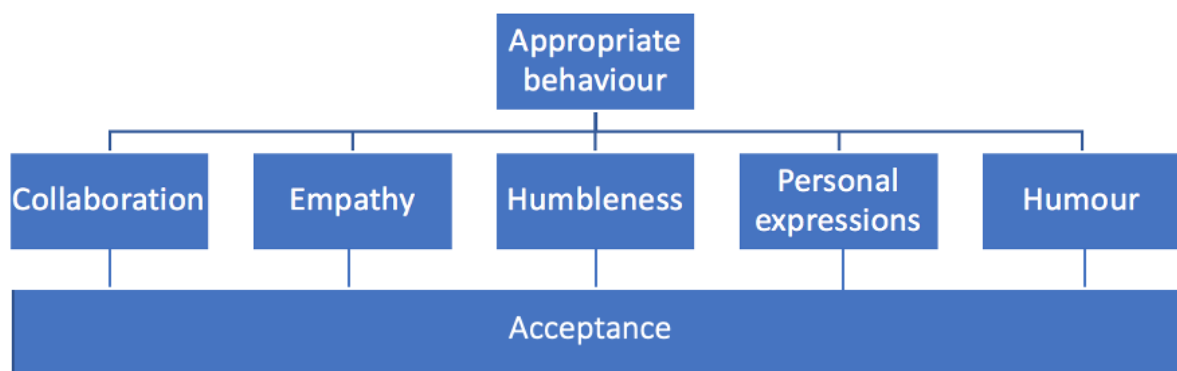 Appropriate
behaviour
Collaboration
Empathy
Humbleness
Personal
expressions
Humour
Acceptance